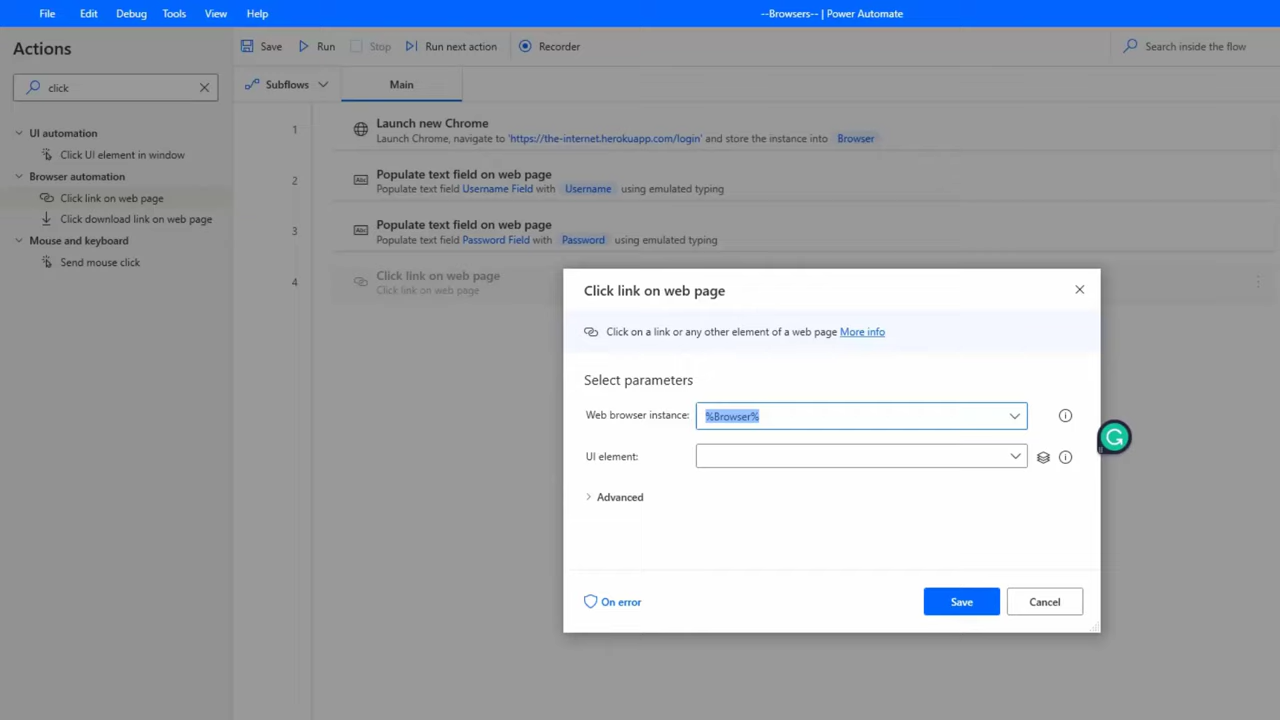 File Edit Debug Tools View Help --Browsers-- | Power Automate
Actions
Save Run Stop Run next action Recorder Search inside the flow
click
Subflows Main
UI automation
Click UI element in window
Browser automation
Click link on web page
Click download link on web page
Mouse and keyboard
Send mouse click
1
Launch new Chrome
Launch Chrome, navigate to 'https://the-internet.herokuapp.com/login' and store the instance into Browser
2
Populate text field on web page
Populate text field Username Field with Username using emulated typing
3
Populate text field on web page
Populate text field Password Field with Password using emulated typing
4
Click link on web page
Click link on web page
Click link on web page
Click on a link or any other element of a web page More info
Select parameters
Web browser instance: %Browser%
UI element:
Advanced
On error Save Cancel